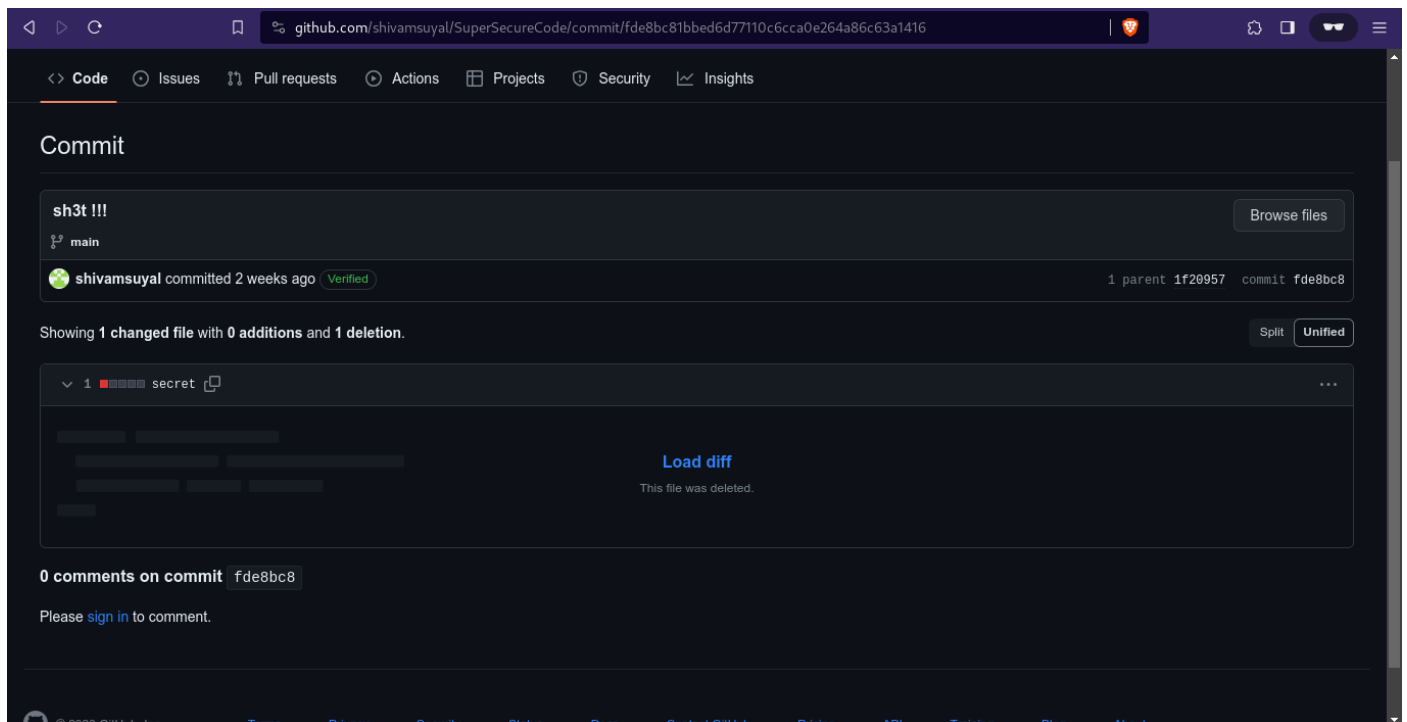 github.com/shivamsuyal/SuperSecureCode/commit/fde8bc81bbed6d77110c6cca0e264a86c63a1416
Code Issues Pull requests Actions Projects Security Insights
Commit
sh3t !!!
Browse files
main
shivamsuyal committed 2 weeks ago Verified 1 parent 1f20957 commit fde8bc8
Showing 1 changed file with 0 additions and 1 deletion. Split Unified
1 secret
Load diff
This file was deleted.
0 comments on commit fde8bc8
Please sign in to comment.